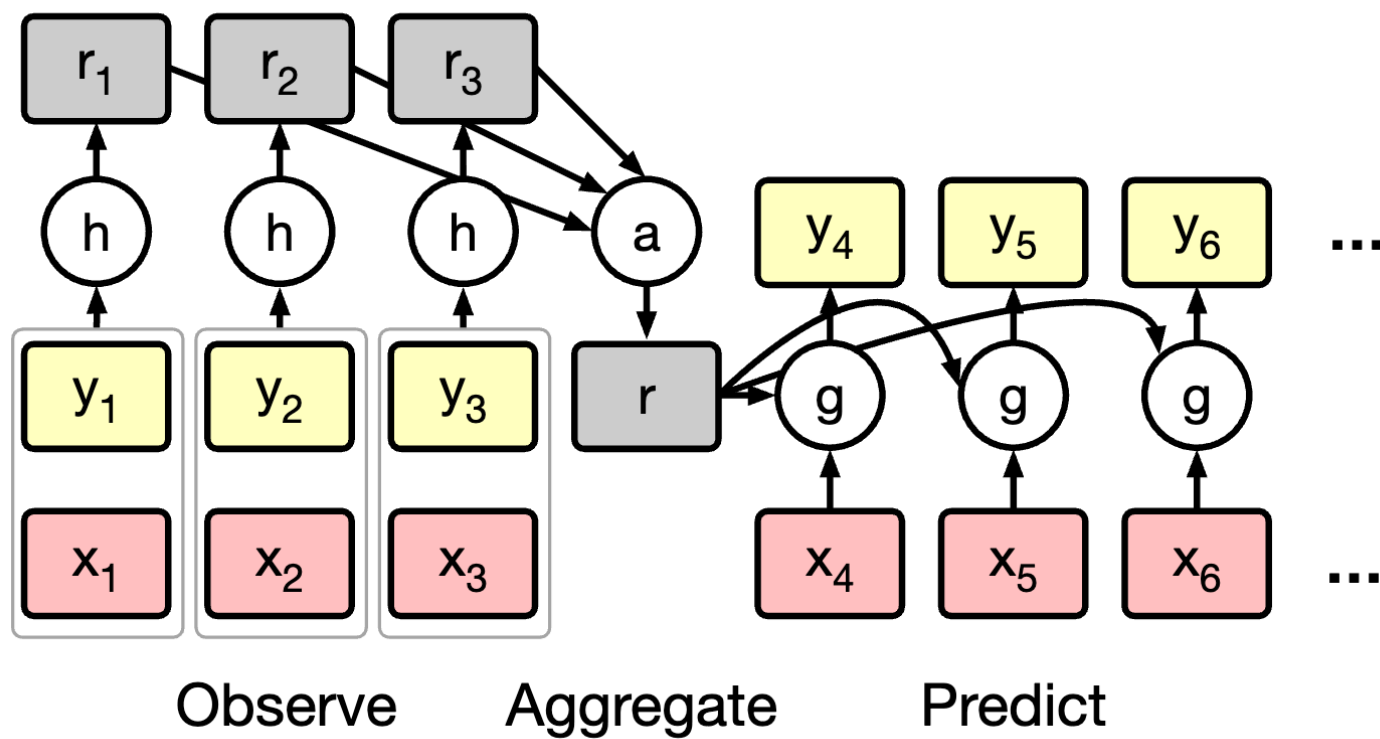 r₁ r₂ r₃
h h h a y₄ y₅ y₆ ...
y₁ y₂ y₃ r g g g
x₁ x₂ x₃ x₄ x₅ x₆ ...
Observe Aggregate Predict